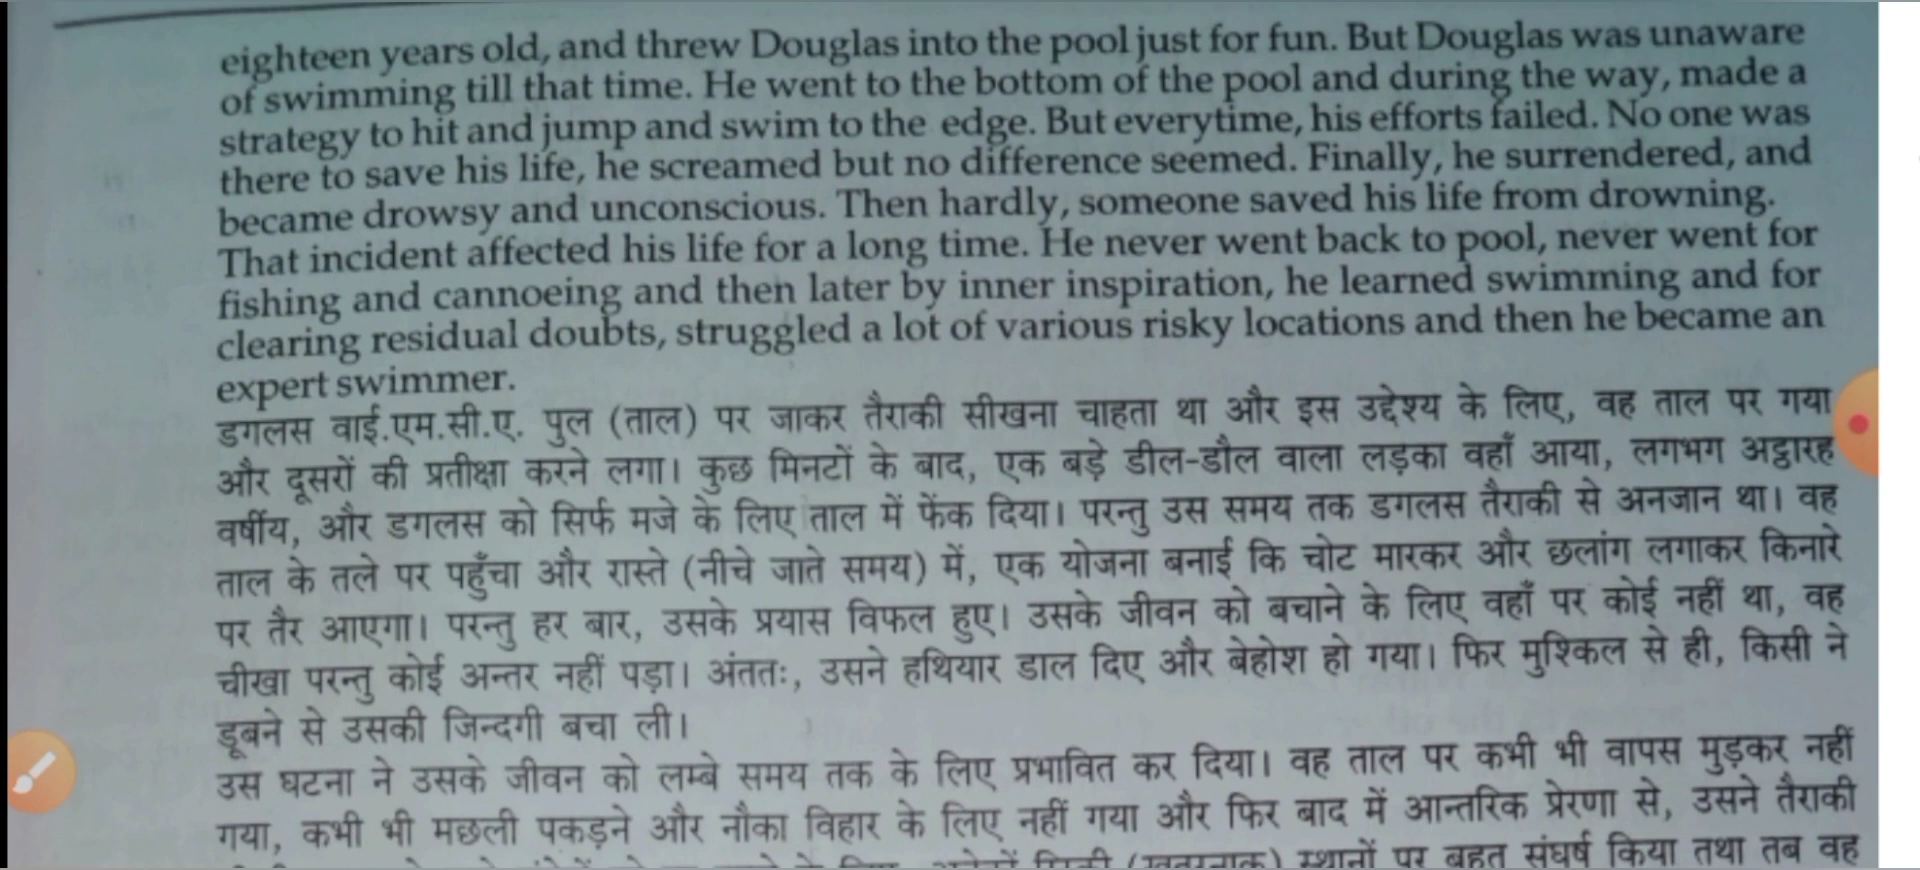 eighteen years old, and threw Douglas into the pool just for fun. But Douglas was unaware
of swimming till that time. He went to the bottom of the pool and during the way, made a
strategy to hit and jump and swim to the edge. But everytime, his efforts failed. No one was
there to save his life, he screamed but no difference seemed. Finally, he surrendered, and
became drowsy and unconscious. Then hardly, someone saved his life from drowning.
That incident affected his life for a long time. He never went back to pool, never went for
fishing and cannoeing and then later by inner inspiration, he learned swimming and for
clearing residual doubts, struggled a lot of various risky locations and then he became an
expert swimmer.
डगलस वाई.एम.सी.ए. पुल (ताल) पर जाकर तैराकी सीखना चाहता था और इस उद्देश्य के लिए, वह ताल पर गया
और दूसरों की प्रतीक्षा करने लगा। कुछ मिनटों के बाद, एक बड़े डील-डौल वाला लड़का वहाँ आया, लगभग अट्ठारह
वर्षीय, और डगलस को सिर्फ मजे के लिए ताल में फेंक दिया। परन्तु उस समय तक डगलस तैराकी से अनजान था। वह
ताल के तले पर पहुँचा और रास्ते (नीचे जाते समय) में, एक योजना बनाई कि चोट मारकर और छलांग लगाकर किनारे
पर तैर आएगा। परन्तु हर बार, उसके प्रयास विफल हुए। उसके जीवन को बचाने के लिए वहाँ पर कोई नहीं था, वह
चीखा परन्तु कोई अन्तर नहीं पड़ा। अंततः, उसने हथियार डाल दिए और बेहोश हो गया। फिर मुश्किल से ही, किसी ने
डूबने से उसकी जिन्दगी बचा ली।
उस घटना ने उसके जीवन को लम्बे समय तक के लिए प्रभावित कर दिया। वह ताल पर कभी भी वापस मुड़कर नहीं
गया, कभी भी मछली पकड़ने और नौका विहार के लिए नहीं गया और फिर बाद में आन्तरिक प्रेरणा से, उसने तैराकी
(खतरनाक) स्थानों पर बहुत संघर्ष किया तथा तब वह